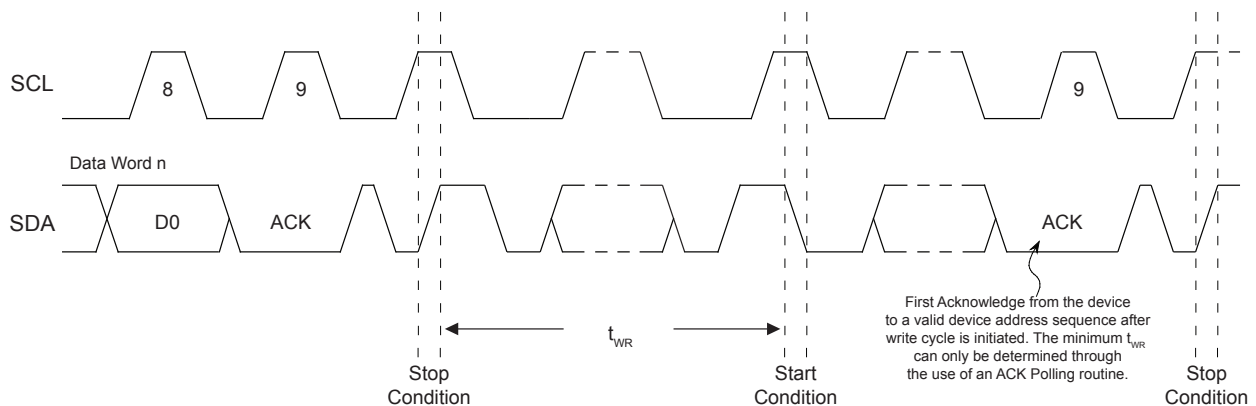 SCL
8
9
9
Data Word n
SDA
D0
ACK
ACK
First Acknowledge from the device
to a valid device address sequence after
write cycle is initiated. The minimum tWR
can only be determined through
the use of an ACK Polling routine.
tWR
Stop
Condition
Start
Condition
Stop
Condition